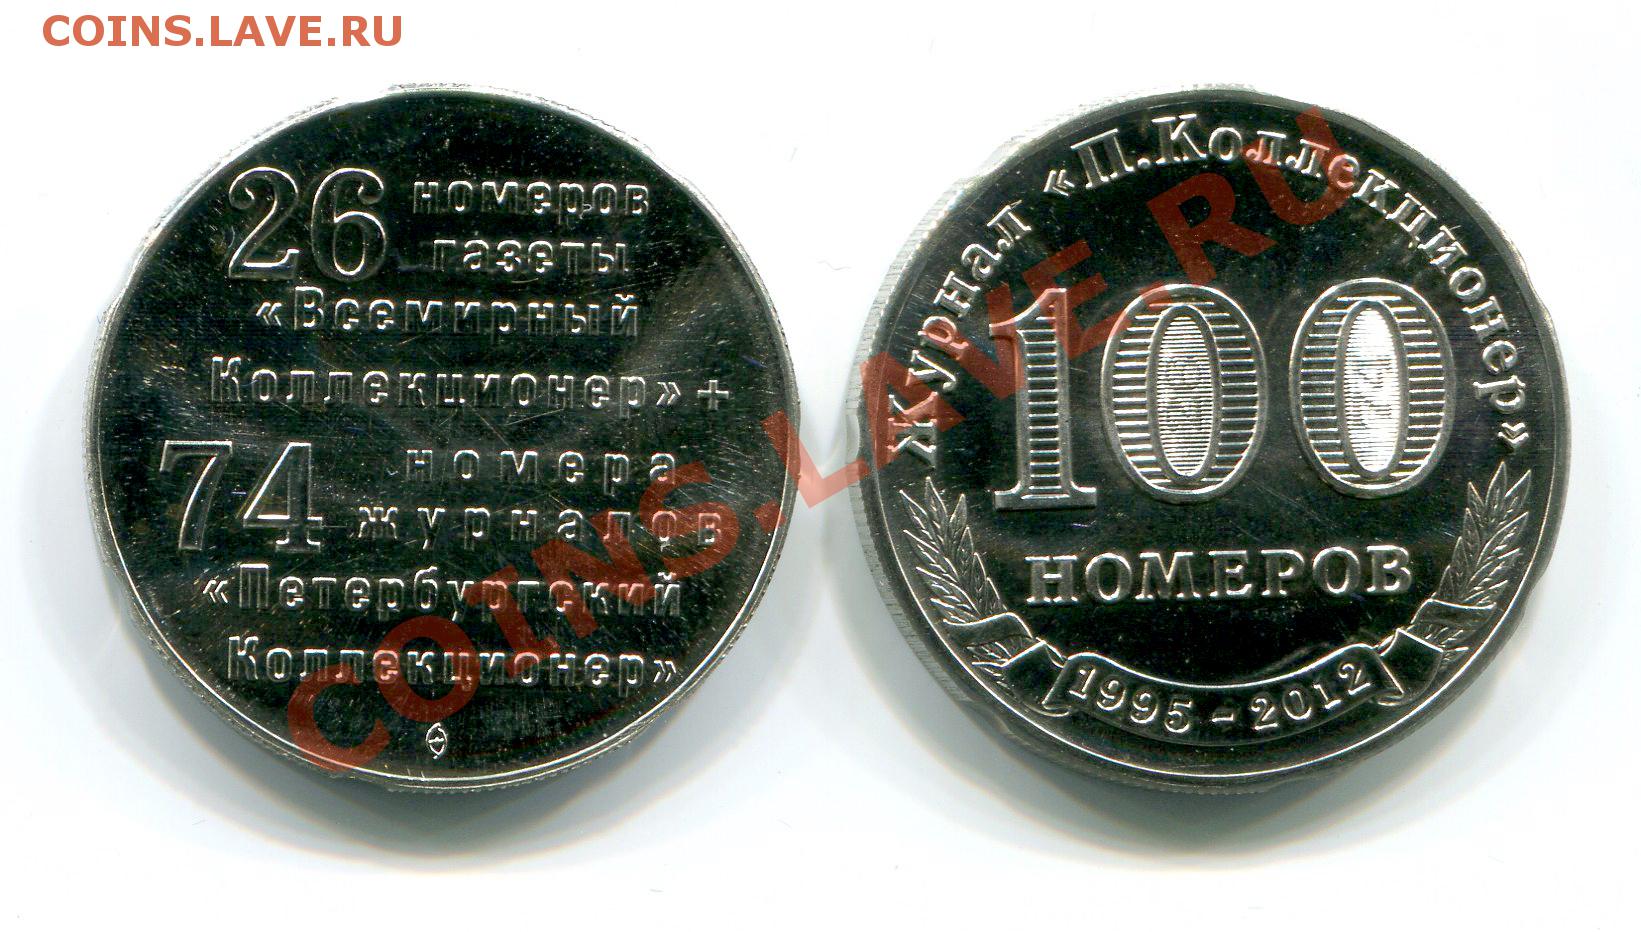 COINS.LAVE.RU
26 номеров
газеты
«Всемирный
Коллекционер» +
74 номера
журналов
«Петербургский
Коллекционер»
Журнал «П.Коллекционер»
100
НОМЕРОВ
1995-2012
COINS.LAVE.RU